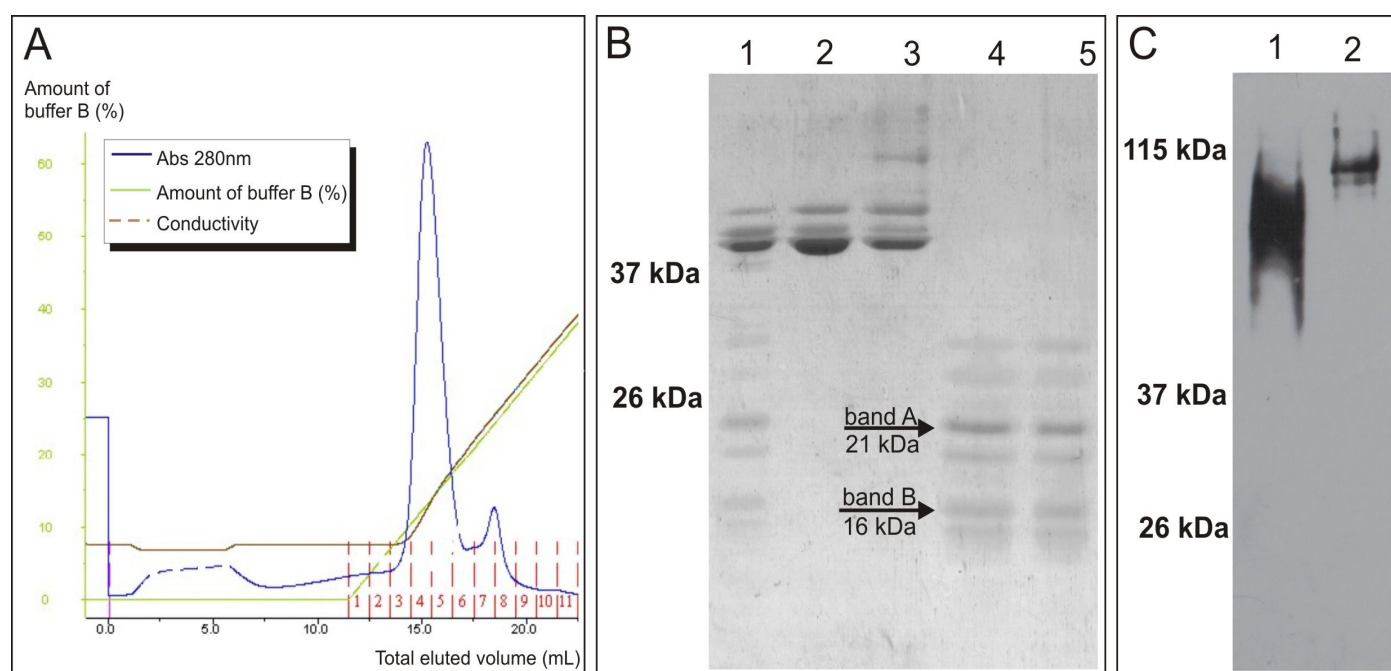 A
Amount of
buffer B (%)
Abs 280nm
Amount of buffer B (%)
Conductivity
60
50
40
30
20
10
0
1 2 3 4 5 6 7 8 9 10 11
0.0 5.0 10.0 15.0 20.0
Total eluted volume (mL)
B
1 2 3 4 5
37 kDa
26 kDa
band A
21 kDa
band B
16 kDa
C
1 2
115 kDa
37 kDa
26 kDa